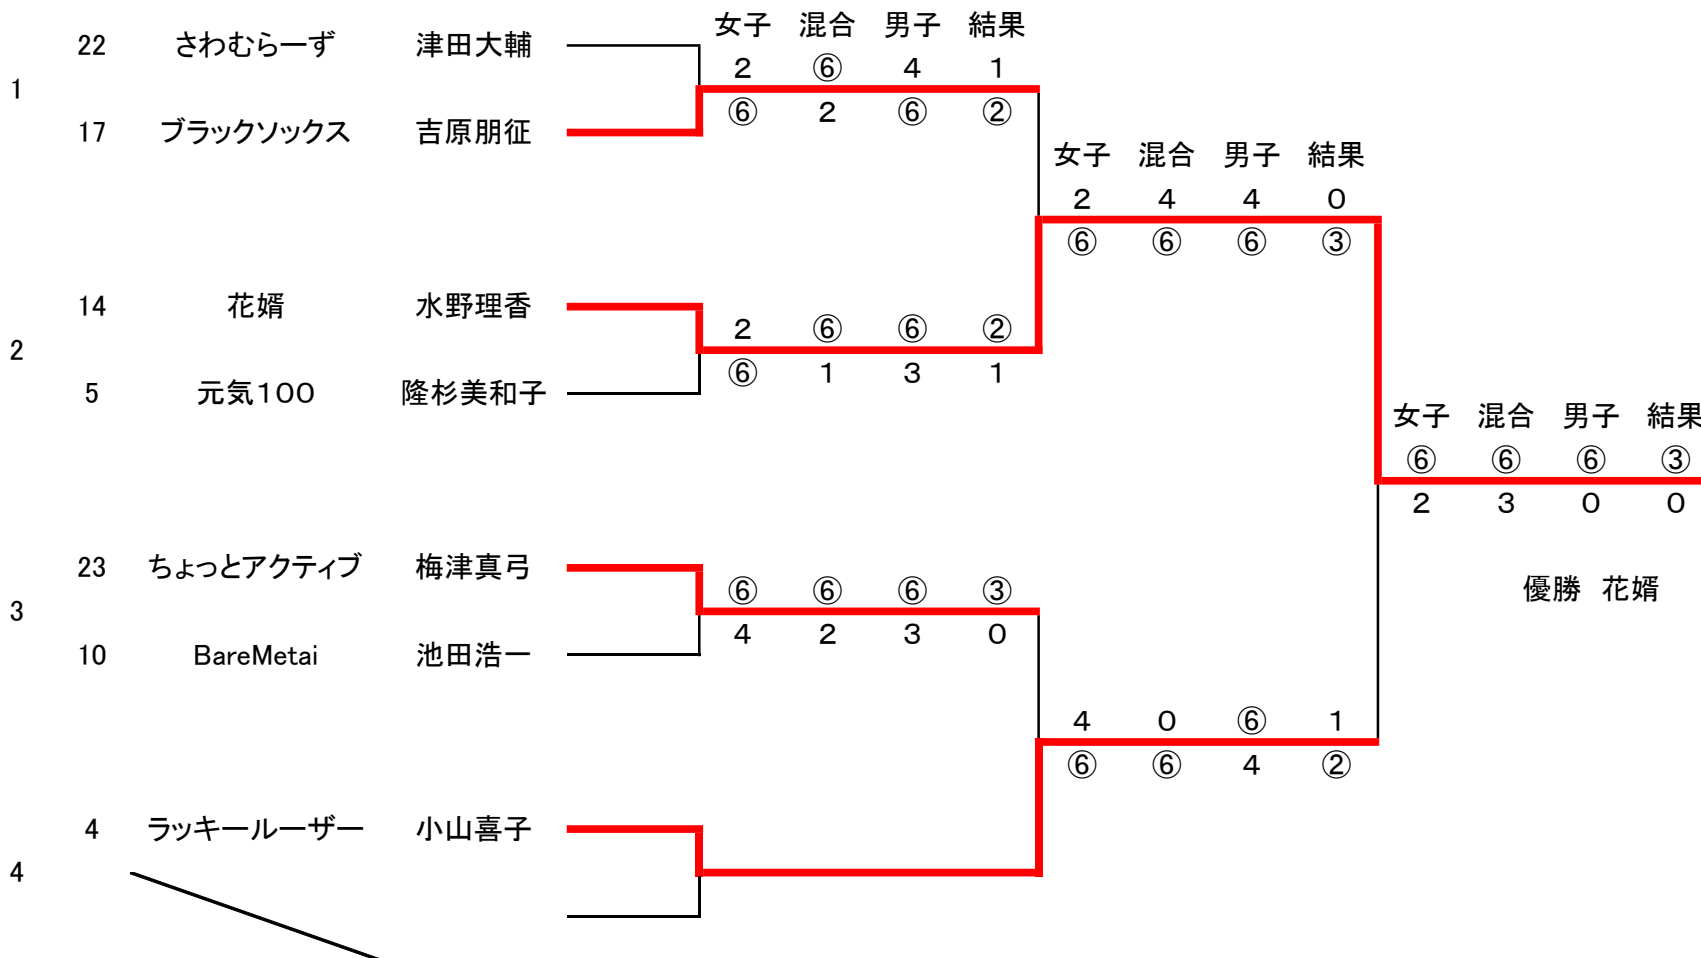 女子 混合 男子 結果
22 さわむらーず 津田大輔
2 ⑥ 4 1
1
⑥ 2 ⑥ ②
17 ブラックソックス 吉原朋征
女子 混合 男子 結果
2 4 4 0
⑥ ⑥ ⑥ ③
14 花婿 水野理香
2 ⑥ ⑥ ②
2
⑥ 1 3 1
5 元気100 隆杉美和子
女子 混合 男子 結果
⑥ ⑥ ⑥ ③
2 3 0 0
23 ちょっとアクティブ 梅津真弓
⑥ ⑥ ⑥ ③
優勝 花婿
3
4 2 3 0
10 BareMetai 池田浩一
4 0 ⑥ 1
⑥ ⑥ 4 ②
4 ラッキールーザー 小山喜子
4